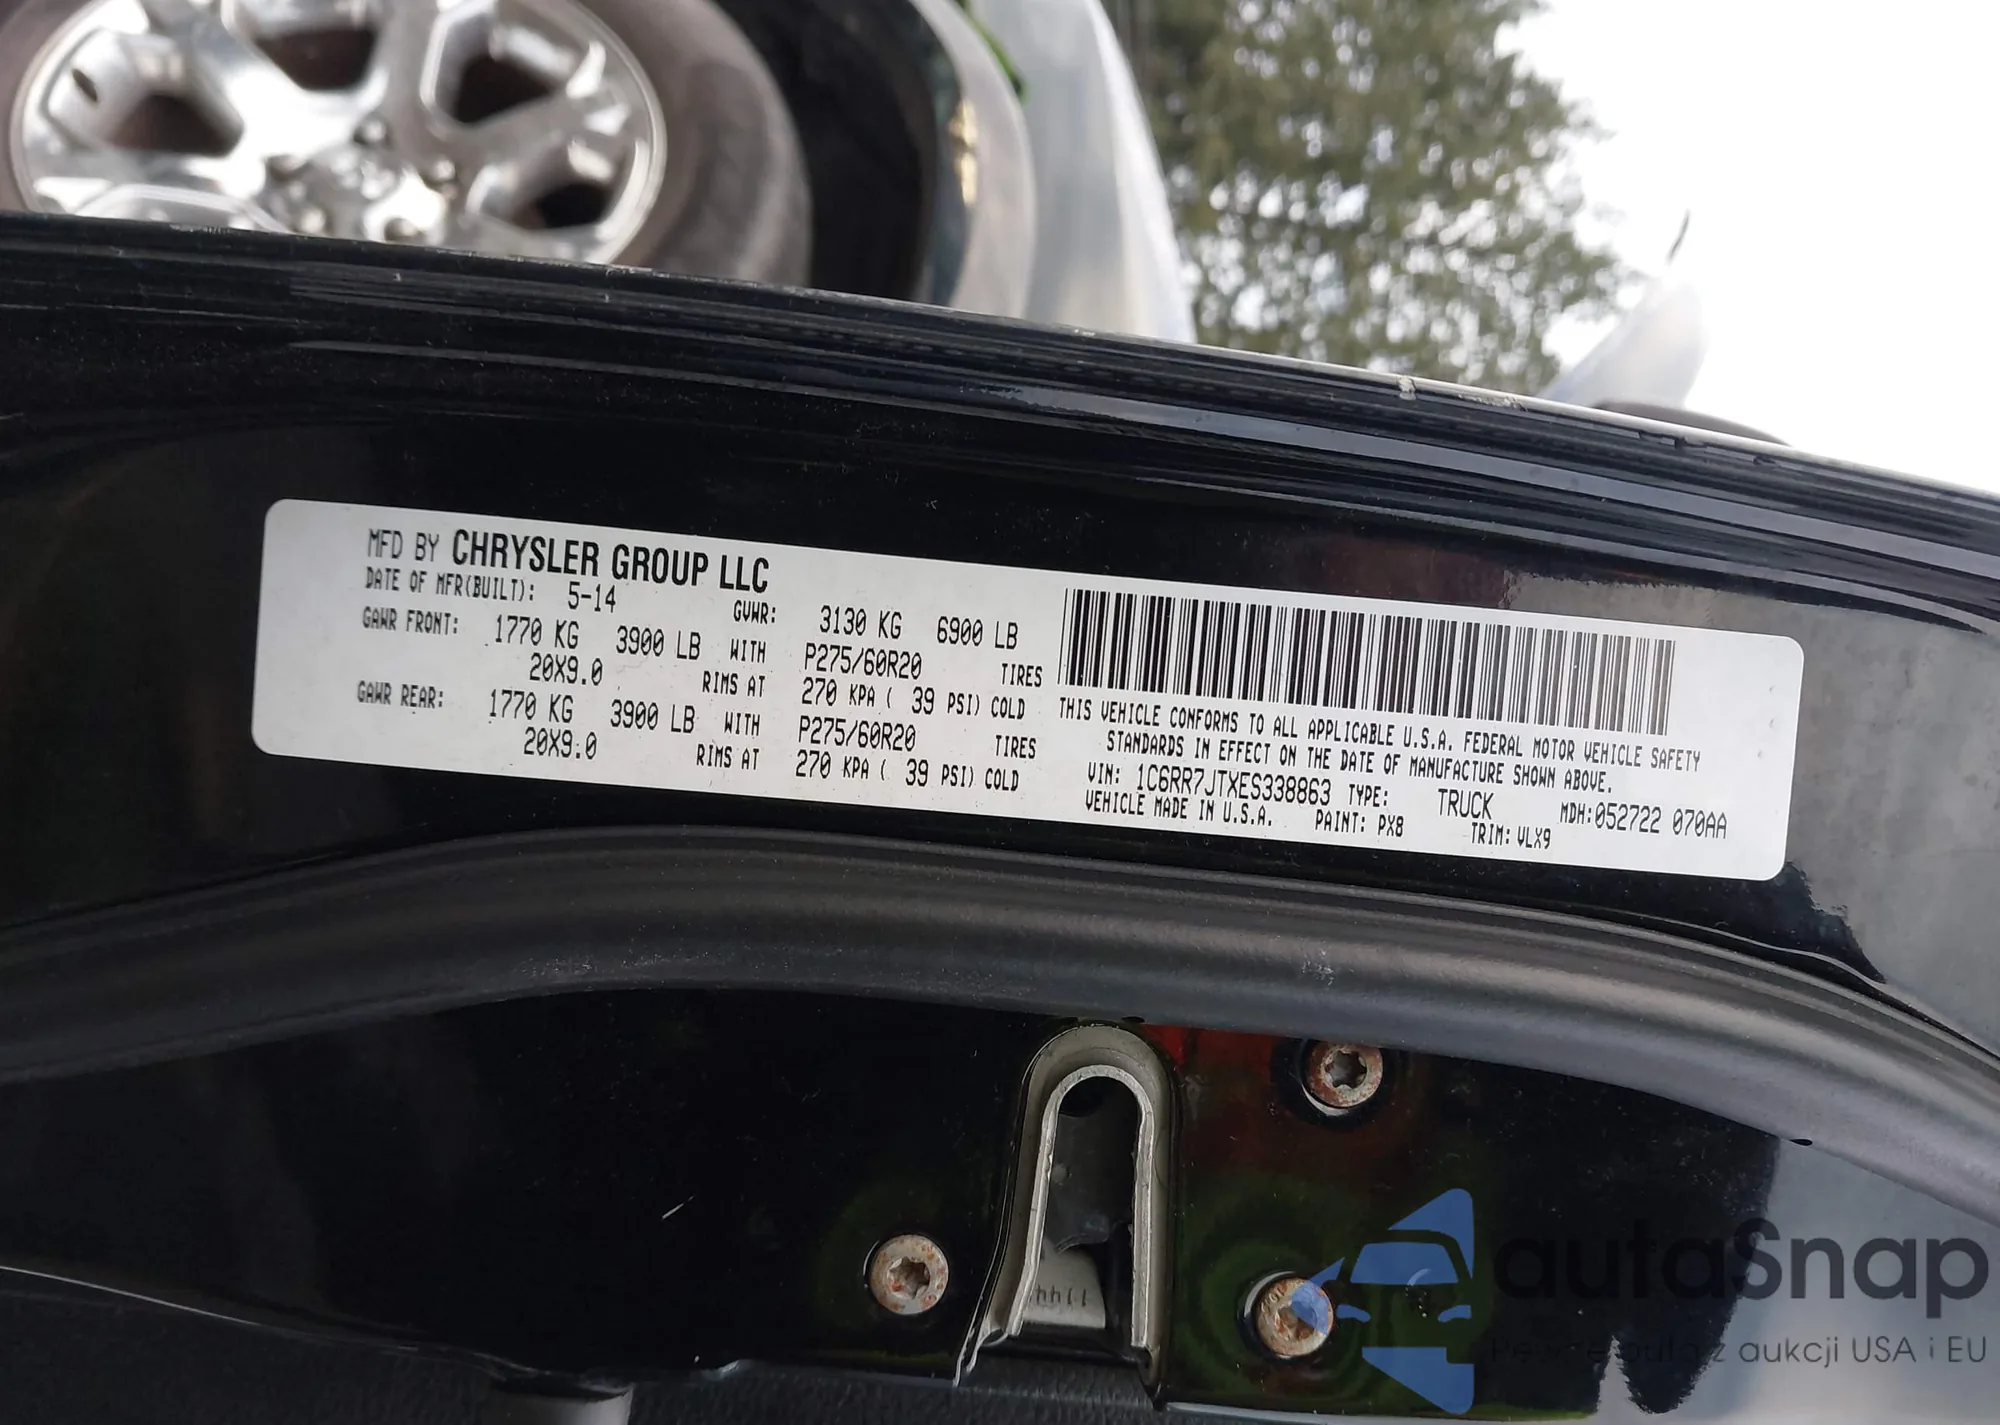 MFD BY CHRYSLER GROUP LLC
DATE OF MFR(BUILT): 5-14 GVWR: 3130 KG 6900 LB
GAWR FRONT: 1770 KG 3900 LB WITH P275/60R20 TIRES
20X9.0 RIMS AT 270 KPA ( 39 PSI) COLD
GAWR REAR: 1770 KG 3900 LB WITH P275/60R20 TIRES
20X9.0 RIMS AT 270 KPA ( 39 PSI) COLD
THIS VEHICLE CONFORMS TO ALL APPLICABLE U.S.A. FEDERAL MOTOR VEHICLE SAFETY
STANDARDS IN EFFECT ON THE DATE OF MANUFACTURE SHOWN ABOVE.
VIN: 1C6RR7JTXES338863 TYPE: TRUCK MDH:052722 070AA
VEHICLE MADE IN U.S.A. PAINT: PX8 TRIM: VLX9
autaSnap
auta z aukcji USA i EU